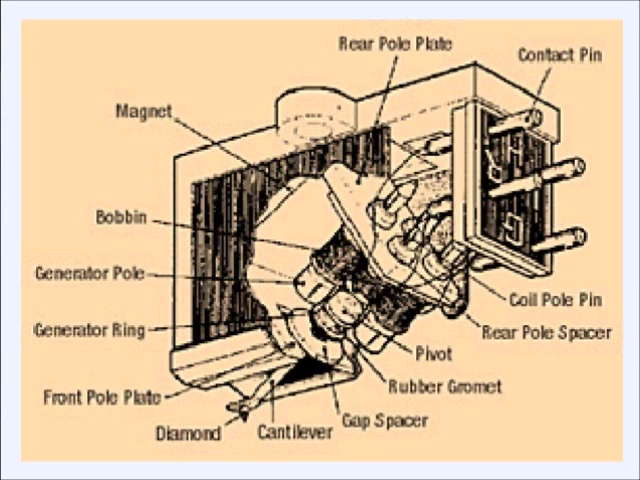 Rear Pole Plate
Contact Pin
Magnet
Bobbin
Generator Pole
Coil Pole Pin
Generator Ring
Rear Pole Spacer
Pivot
Rubber Gromet
Front Pole Plate
Gap Spacer
Diamond
Cantilever